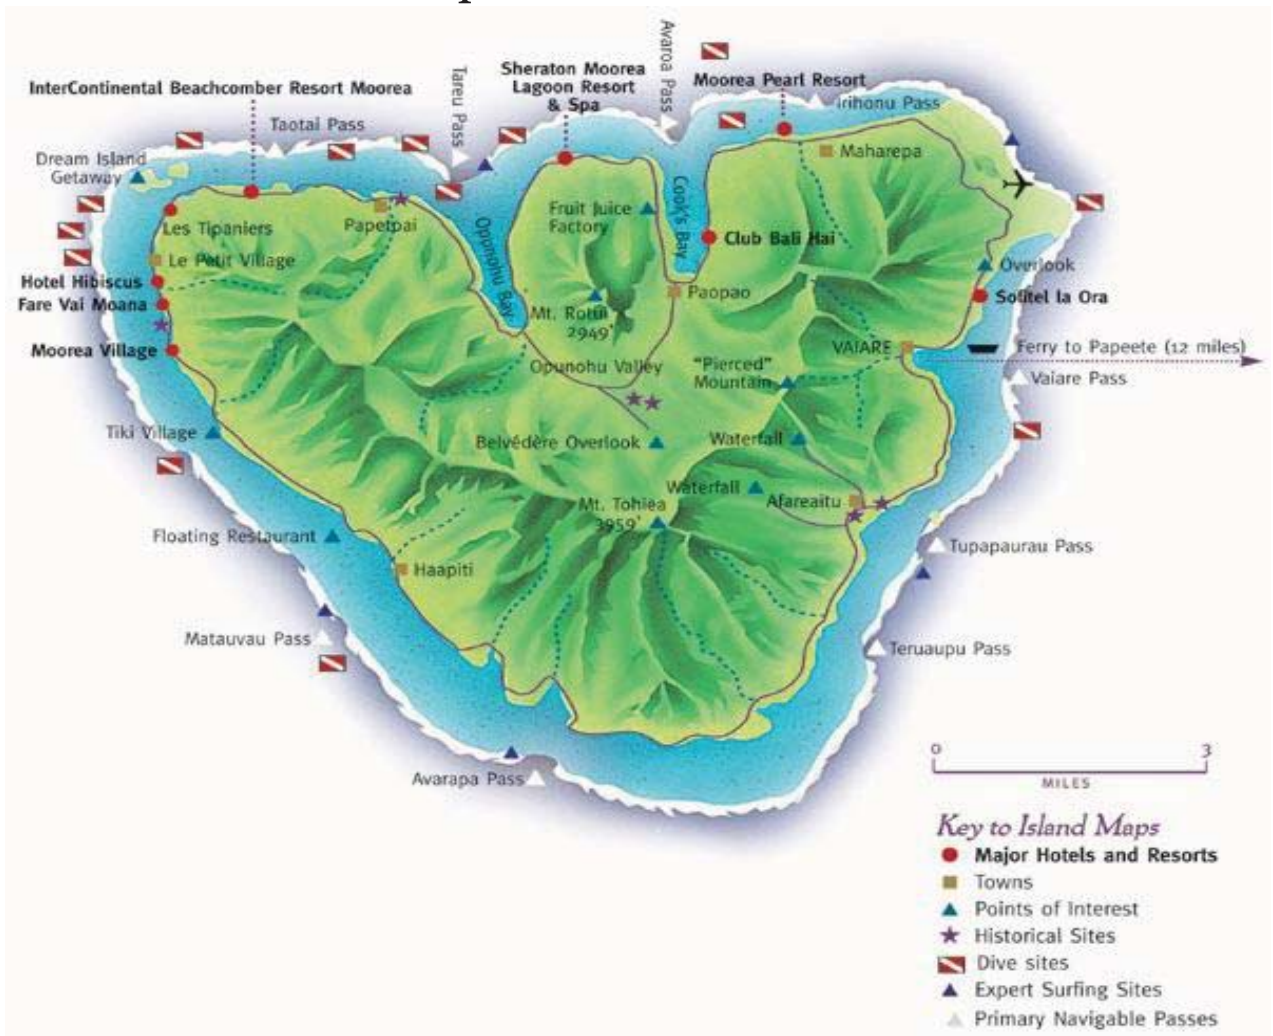 Avaroa Pass
Sheraton Moorea
Lagoon Resort
& Spa
Moorea Pearl Resort
InterContinental Beachcomber Resort Moorea
Tareu Pass
Irihonu Pass
Taotai Pass
Dream Island
Getaway
Maharepa
Les Tipaniers
Papetpai
Fruit Juice
Factory
Cook's Bay
Opunohu Bay
Club Bali Hai
Le Petit Village
Overlook
Hotel Hibiscus
Fare Vai Moana
Paopao
Sofitel la Ora
Mt. Rotui
2949'
Moorea Village
VAIARE
Ferry to Papeete (12 miles)
Opunohu Valley
"Pierced"
Mountain
Vaiare Pass
Tiki Village
Belvédère Overlook
Waterfall
Waterfall
Afareaitu
Mt. Tohiea
3959'
Floating Restaurant
Tupapaurau Pass
Haapiti
Matauvau Pass
Teruaupu Pass
Avarapa Pass
0 3
MILES
Key to Island Maps
Major Hotels and Resorts
Towns
Points of Interest
Historical Sites
Dive sites
Expert Surfing Sites
Primary Navigable Passes